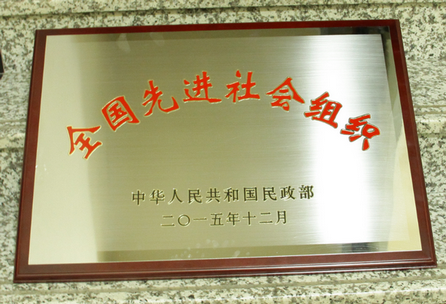 全国先进社会组织
中华人民共和国民政部
二〇一五年十二月